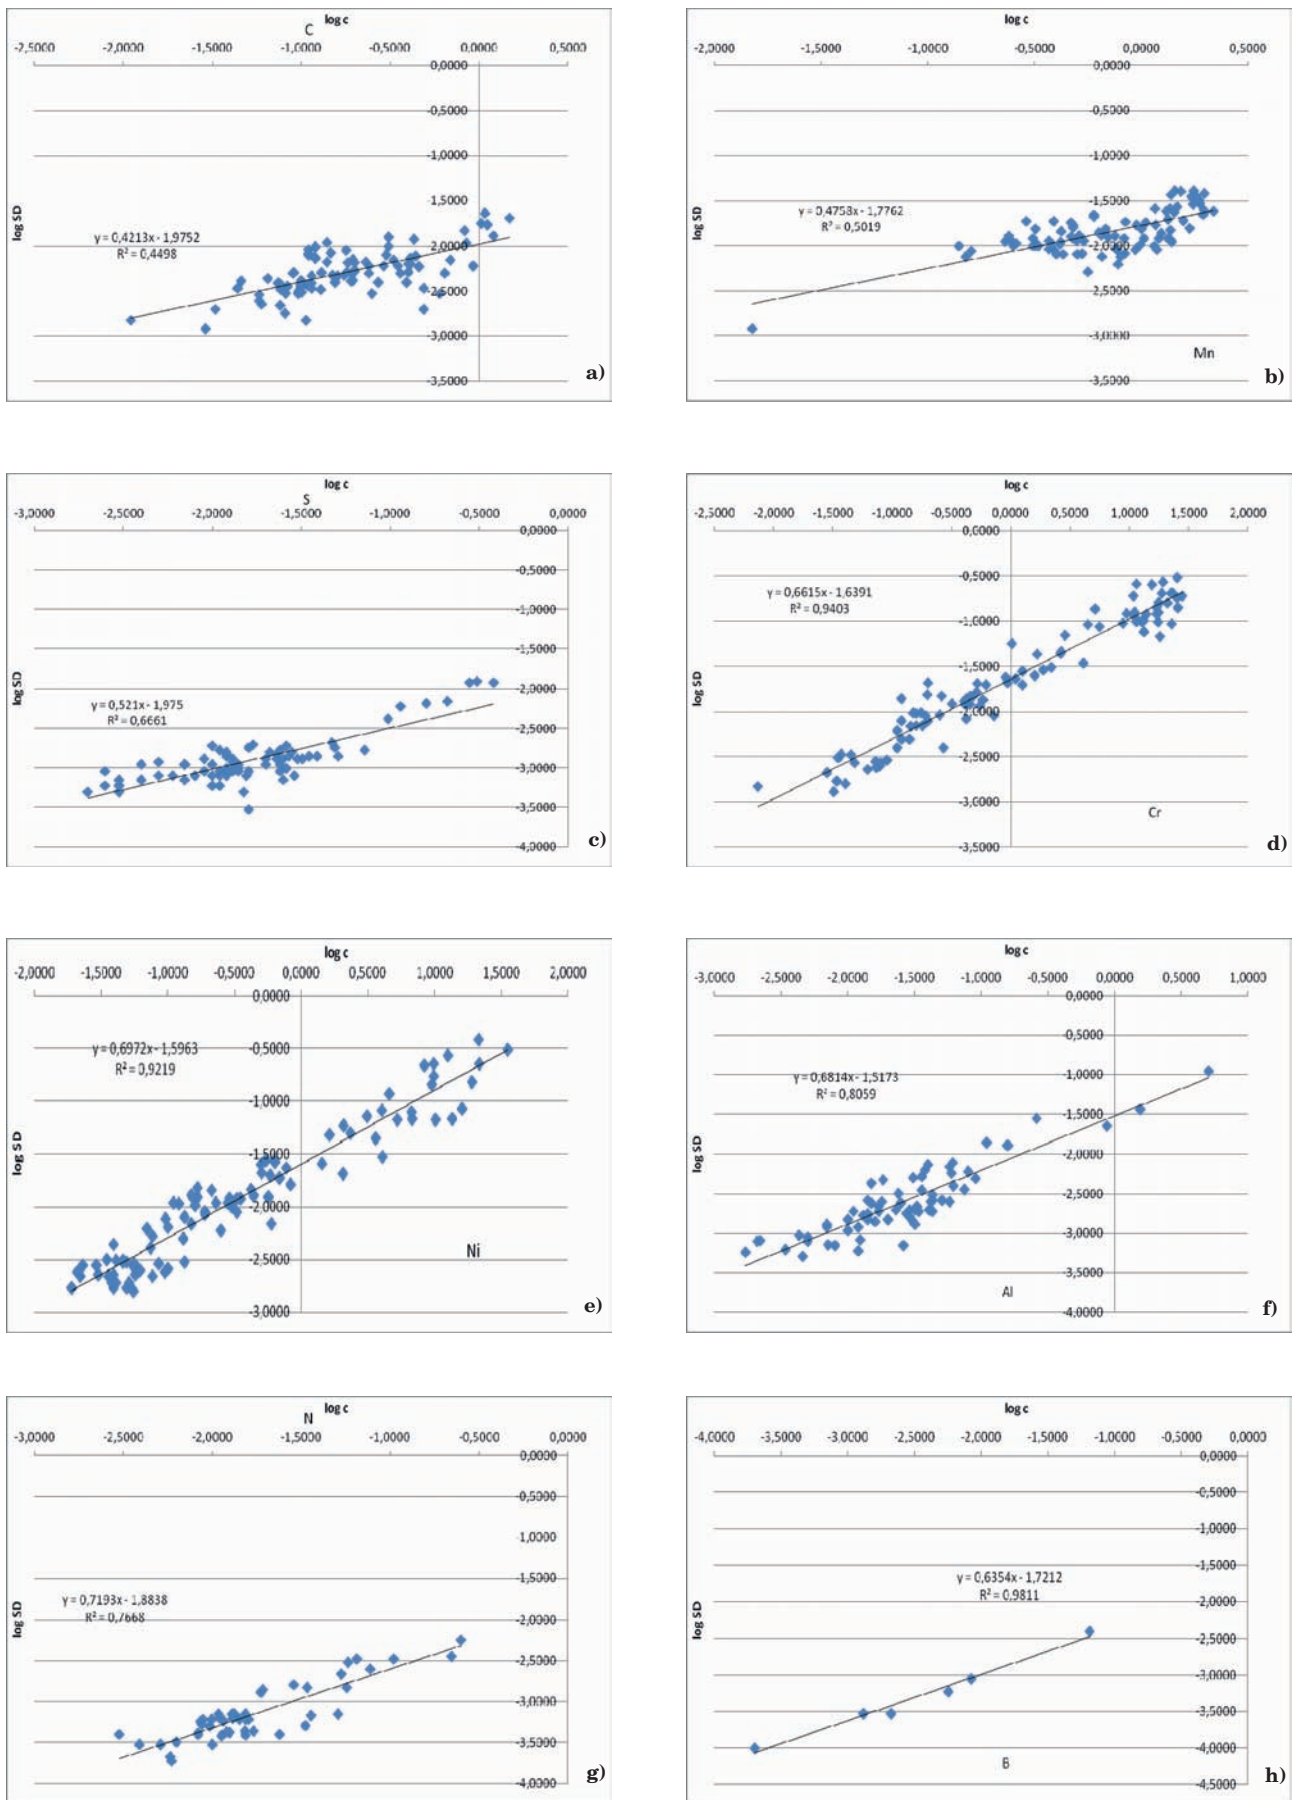 log c
C
-2,5000 -2,0000 -1,5000 -1,0000 -0,5000 0,0000 0,5000
0,0000
-0,5000
-1,0000
-1,5000
-2,0000
-2,5000
-3,0000
-3,5000
log SD
y = 0,4213x - 1,9752
R² = 0,4498
a)
log c
-2,0000 -1,5000 -1,0000 -0,5000 0,0000 0,5000
0,0000
-0,5000
-1,0000
-1,5000
-2,0000
-2,5000
-3,0000
-3,5000
log SD
y = 0,4758x - 1,7762
R² = 0,5019
Mn
b)
log c
S
-3,0000 -2,5000 -2,0000 -1,5000 -1,0000 -0,5000 0,0000
0,0000
-0,5000
-1,0000
-1,5000
-2,0000
-2,5000
-3,0000
-3,5000
-4,0000
log SD
y = 0,521x - 1,975
R² = 0,6661
c)
log c
-2,5000 -2,0000 -1,5000 -1,0000 -0,5000 0,0000 0,5000 1,0000 1,5000 2,0000
0,0000
-0,5000
-1,0000
-1,5000
-2,0000
-2,5000
-3,0000
-3,5000
log SD
y = 0,6615x - 1,6391
R² = 0,9403
Cr
d)
log c
-2,0000 -1,5000 -1,0000 -0,5000 0,0000 0,5000 1,0000 1,5000 2,0000
0,0000
-0,5000
-1,0000
-1,5000
-2,0000
-2,5000
-3,0000
log SD
y = 0,6972x - 1,5963
R² = 0,9219
Ni
e)
log c
-3,0000 -2,5000 -2,0000 -1,5000 -1,0000 -0,5000 0,0000 0,5000 1,0000
0,0000
-0,5000
-1,0000
-1,5000
-2,0000
-2,5000
-3,0000
-3,5000
-4,0000
log SD
y = 0,6814x - 1,5173
R² = 0,8059
Al
f)
log c
N
-3,0000 -2,5000 -2,0000 -1,5000 -1,0000 -0,5000 0,0000
0,0000
-0,5000
-1,0000
-1,5000
-2,0000
-2,5000
-3,0000
-3,5000
-4,0000
log SD
y = 0,7193x - 1,8838
R² = 0,7668
g)
log c
-4,0000 -3,5000 -3,0000 -2,5000 -2,0000 -1,5000 -1,0000 -0,5000 0,0000
0,0000
-0,5000
-1,0000
-1,5000
-2,0000
-2,5000
-3,0000
-3,5000
-4,0000
-4,5000
log SD
y = 0,6354x - 1,7212
R² = 0,9811
B
h)